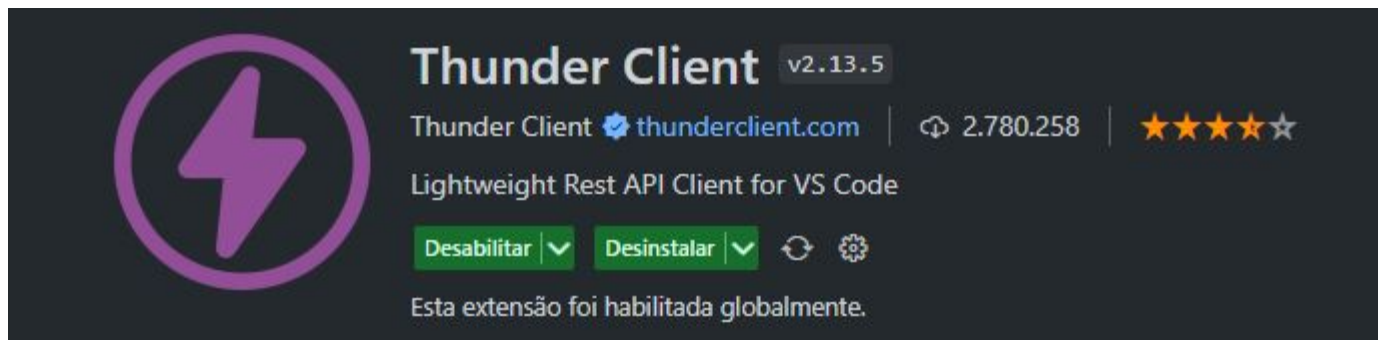 Thunder Client v2.13.5
Thunder Client thunderclient.com 2.780.258
Lightweight Rest API Client for VS Code
Desabilitar Desinstalar
Esta extensão foi habilitada globalmente.